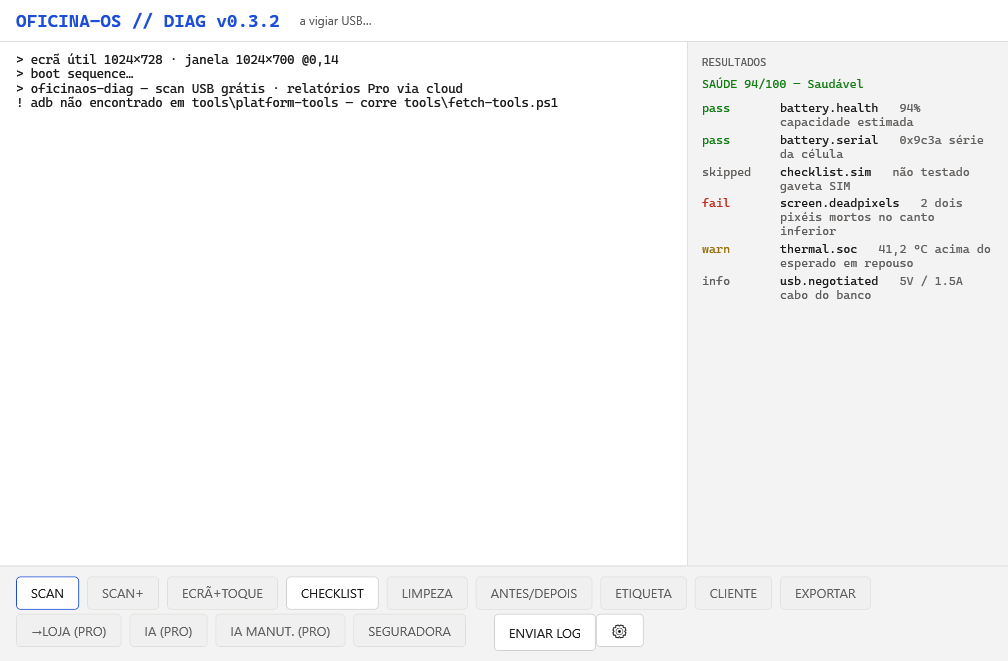 OFICINA-OS // DIAG v0.3.2 a vigiar USB...
> ecrã útil 1024×728 · janela 1024×700 @0,14
> boot sequence…
> oficinaos-diag — scan USB grátis · relatórios Pro via cloud
! adb não encontrado em tools\platform-tools — corre tools\fetch-tools.ps1
RESULTADOS
SAÚDE 94/100 — Saudável
pass battery.health 94%
capacidade estimada
pass battery.serial 0x9c3a série
da célula
skipped checklist.sim não testado
gaveta SIM
fail screen.deadpixels 2 dois
pixéis mortos no canto
inferior
warn thermal.soc 41,2 °C acima do
esperado em repouso
info usb.negotiated 5V / 1.5A
cabo do banco
SCAN SCAN+ ECRÃ+TOQUE CHECKLIST LIMPEZA ANTES/DEPOIS ETIQUETA CLIENTE EXPORTAR
→LOJA (PRO) IA (PRO) IA MANUT. (PRO) SEGURADORA ENVIAR LOG